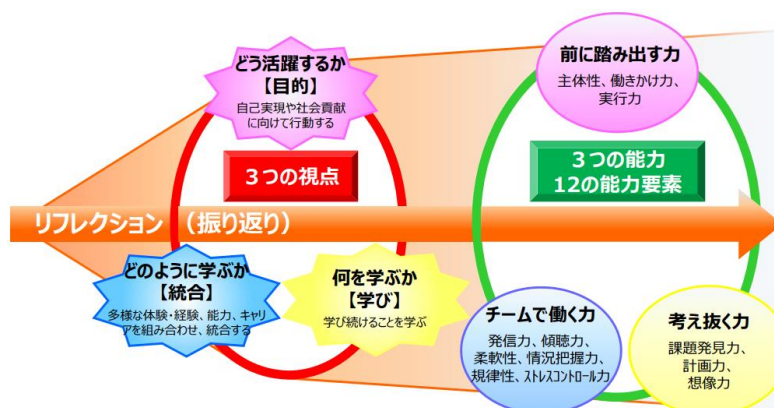 どう活躍するか
【目的】
自己実現や社会貢献
に向けて行動する
3つの視点
前に踏み出す力
主体性、働きかけ力、
実行力
3つの能力
12の能力要素
リフレクション（振り返り）
どのように学ぶか
【統合】
多様な体験・経験、能力、キャリ
アを組み合わせ、統合する
何を学ぶか
【学び】
学び続けることを学ぶ
チームで働く力
発信力、傾聴力、
柔軟性、情況把握力、
規律性、ストレスコントロール力
考え抜く力
課題発見力、
計画力、
想像力